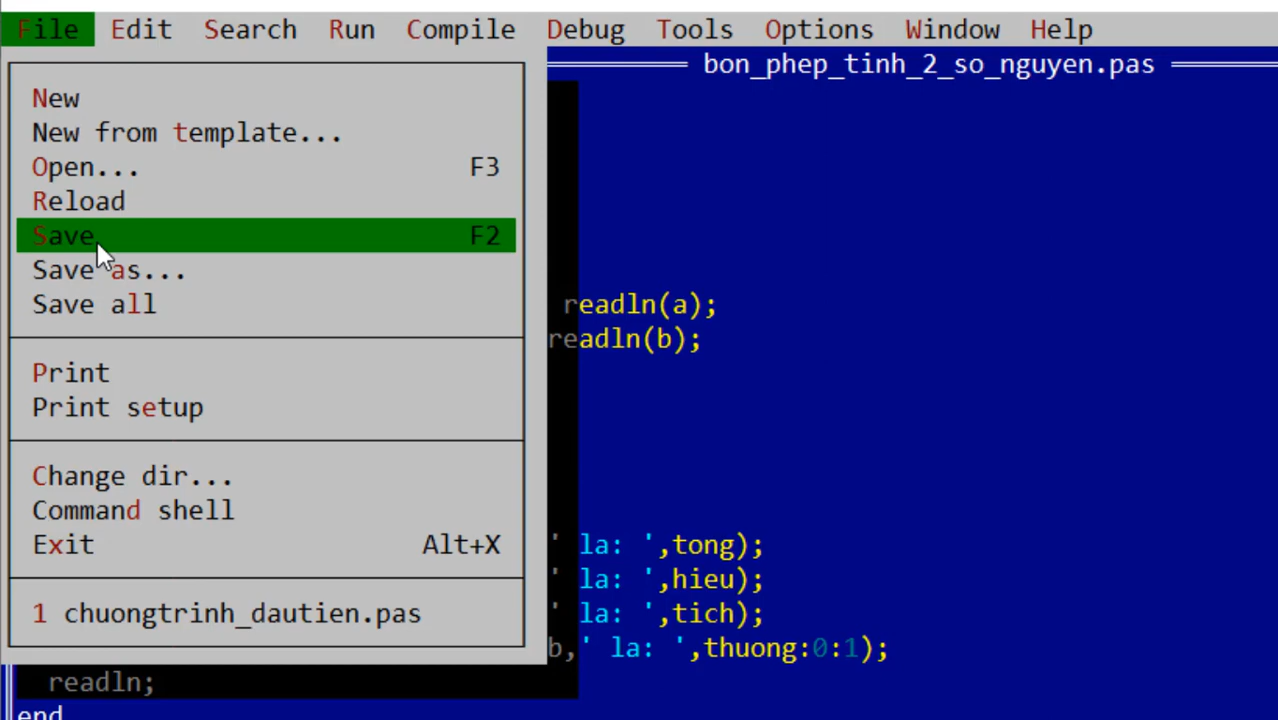 File Edit Search Run Compile Debug Tools Options Window Help
bon_phep_tinh_2_so_nguyen.pas
New
New from template...
Open... F3
Reload
Save F2
Save as...
Save all
Print
Print setup
Change dir...
Command shell
Exit Alt+X
1 chuongtrinh_dautien.pas
readln(a);
readln(b);
' la: ',tong);
' la: ',hieu);
' la: ',tich);
b,' la: ',thuong:0:1);
readln;
end